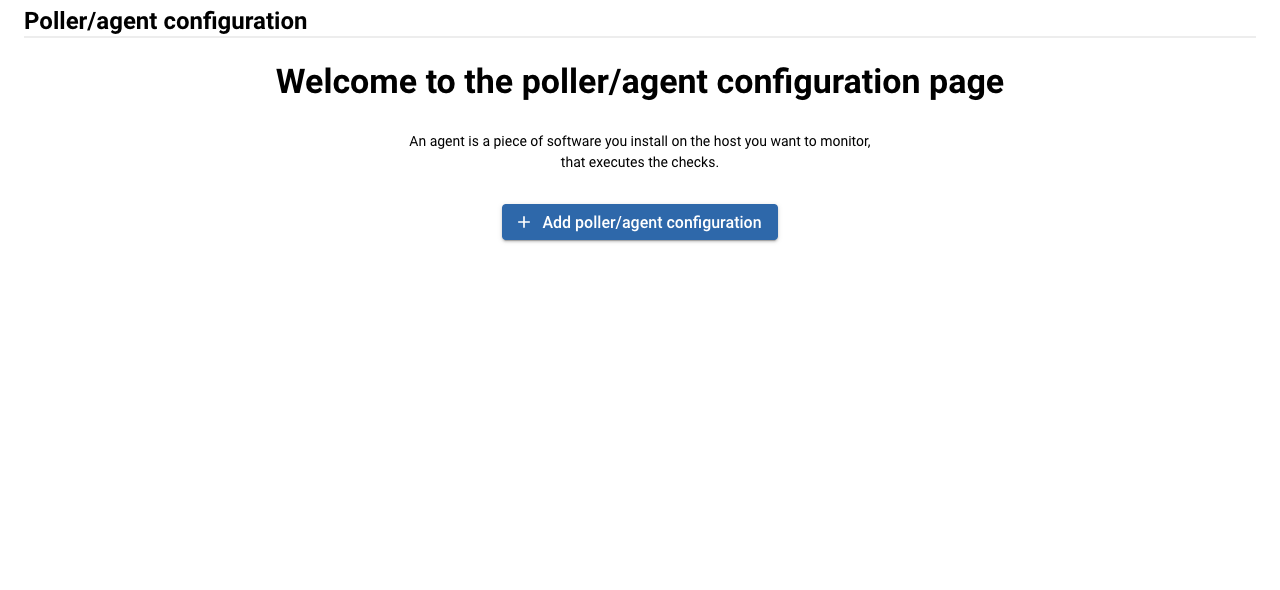 Poller/agent configuration
Welcome to the poller/agent configuration page
An agent is a piece of software you install on the host you want to monitor,
that executes the checks.
Add poller/agent configuration